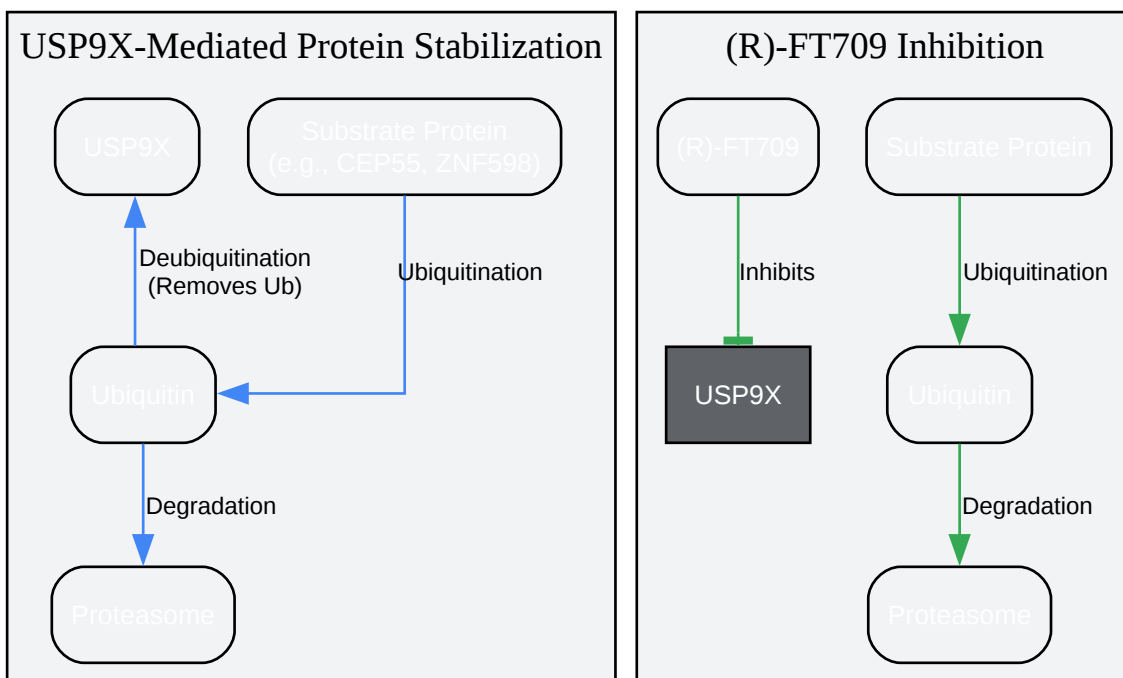 USP9X-Mediated Protein Stabilization
USP9X
Substrate Protein
(e.g., CEP55, ZNF598)
Deubiquitination
(Removes Ub)
Ubiquitination
Ubiquitin
Degradation
Proteasome
(R)-FT709 Inhibition
(R)-FT709
Substrate Protein
Inhibits
Ubiquitination
USP9X
Ubiquitin
Degradation
Proteasome